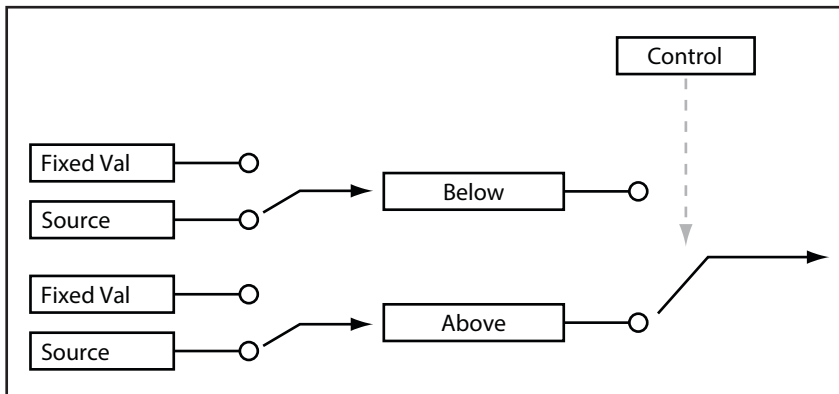 Control
Fixed Val
Source
Below
Fixed Val
Source
Above